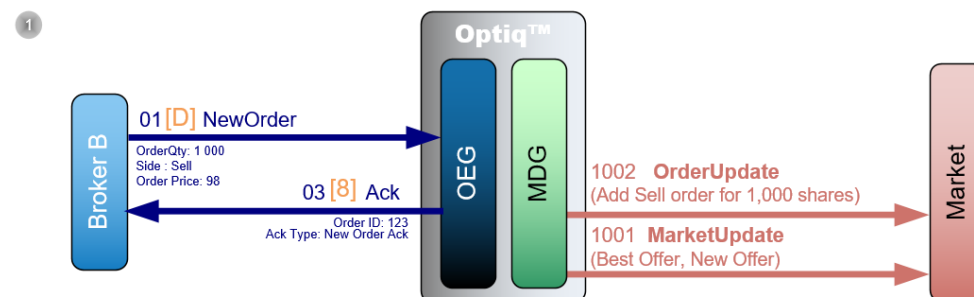 1
Optiq™
Broker B
01 [D] NewOrder
OrderQty: 1 000
Side : Sell
Order Price: 98
03 [8] Ack
Order ID: 123
Ack Type: New Order Ack
OEG
MDG
1002 OrderUpdate
(Add Sell order for 1,000 shares)
1001 MarketUpdate
(Best Offer, New Offer)
Market